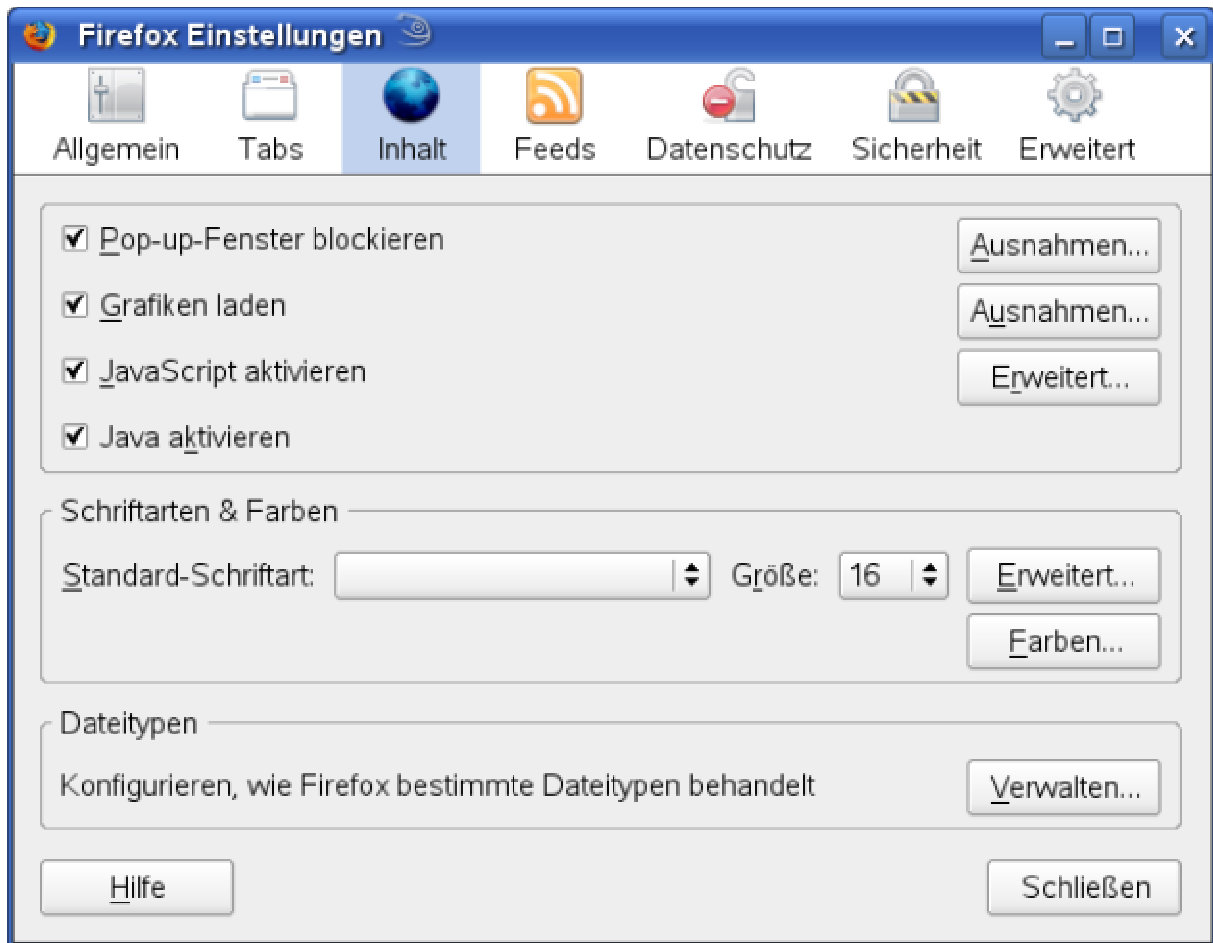 Firefox Einstellungen
Allgemein Tabs Inhalt Feeds Datenschutz Sicherheit Erweitert
Pop-up-Fenster blockieren Ausnahmen...
Grafiken laden Ausnahmen...
JavaScript aktivieren Erweitert...
Java aktivieren
Schriftarten & Farben
Standard-Schriftart: Größe: 16 Erweitert...
Farben...
Dateitypen
Konfigurieren, wie Firefox bestimmte Dateitypen behandelt Verwalten...
Hilfe Schließen